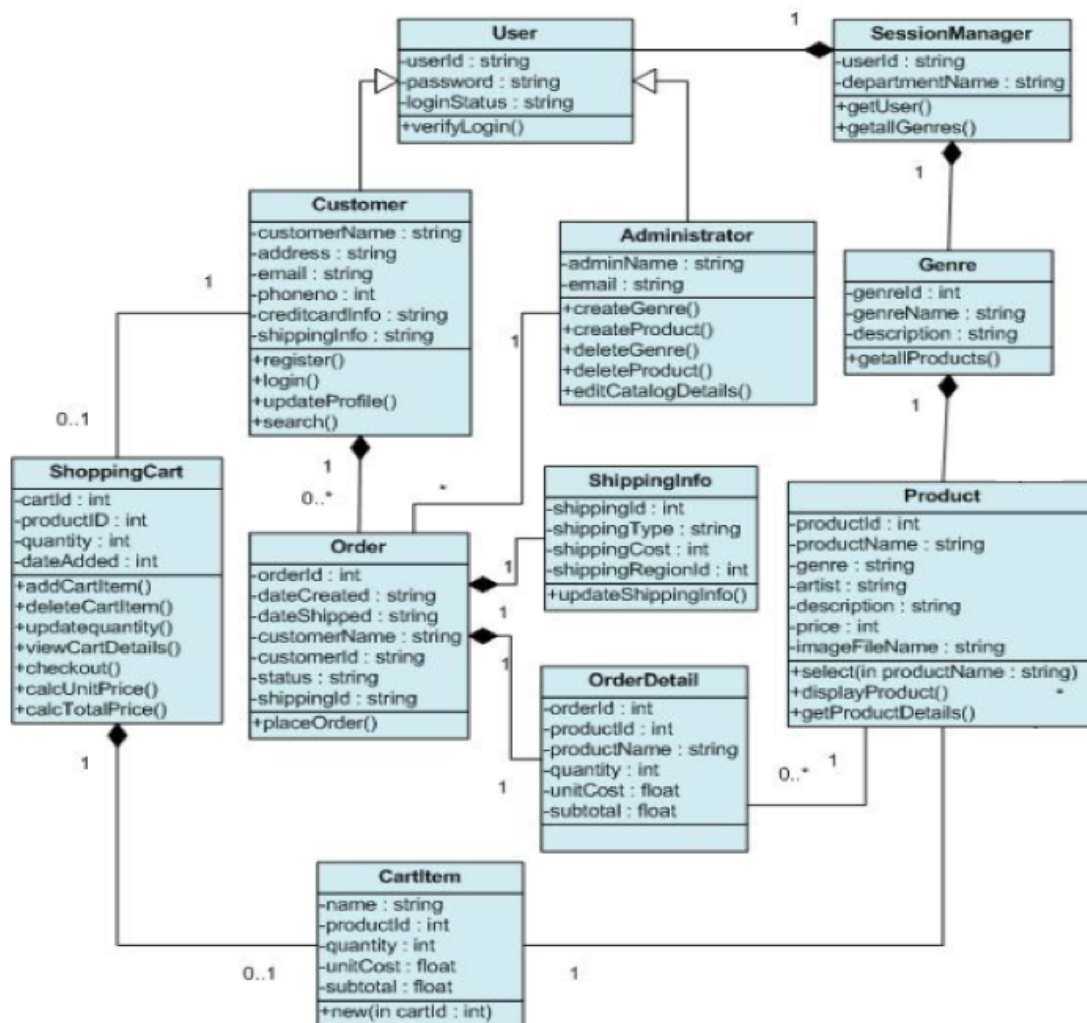 User
-userId : string
-password : string
-loginStatus : string
+verifyLogin()
1
SessionManager
-userId : string
-departmentName : string
+getUser()
+getallGenres()
1
Customer
-customerName : string
-address : string
-email : string
-phoneno : int
-creditcardInfo : string
-shippingInfo : string
+register()
+login()
+updateProfile()
+search()
1
0..1
1
0..*
Administrator
-adminName : string
-email : string
+createGenre()
+createProduct()
+deleteGenre()
+deleteProduct()
+editCatalogDetails()
1
*
Genre
-genreId : int
-genreName : string
-description : string
+getallProducts()
1
ShoppingCart
-cartId : int
-productID : int
-quantity : int
-dateAdded : int
+addCartItem()
+deleteCartItem()
+updatequantity()
+viewCartDetails()
+checkout()
+calcUnitPrice()
+calcTotalPrice()
1
Order
-orderId : int
-dateCreated : string
-dateShipped : string
-customerName : string
-customerId : string
-status : string
-shippingId : string
+placeOrder()
1
1
1
1
ShippingInfo
-shippingId : int
-shippingType : string
-shippingCost : int
-shippingRegionId : int
+updateShippingInfo()
Product
-productId : int
-productName : string
-genre : string
-artist : string
-description : string
-price : int
-imageFileName : string
+select(in productName : string)
+displayProduct()
*
+getProductDetails()
OrderDetail
-orderId : int
-productId : int
-productName : string
-quantity : int
-unitCost : float
-subtotal : float
0..*
1
CartItem
-name : string
-productId : int
-quantity : int
-unitCost : float
-subtotal : float
+new(in cartId : int)
0..1
1